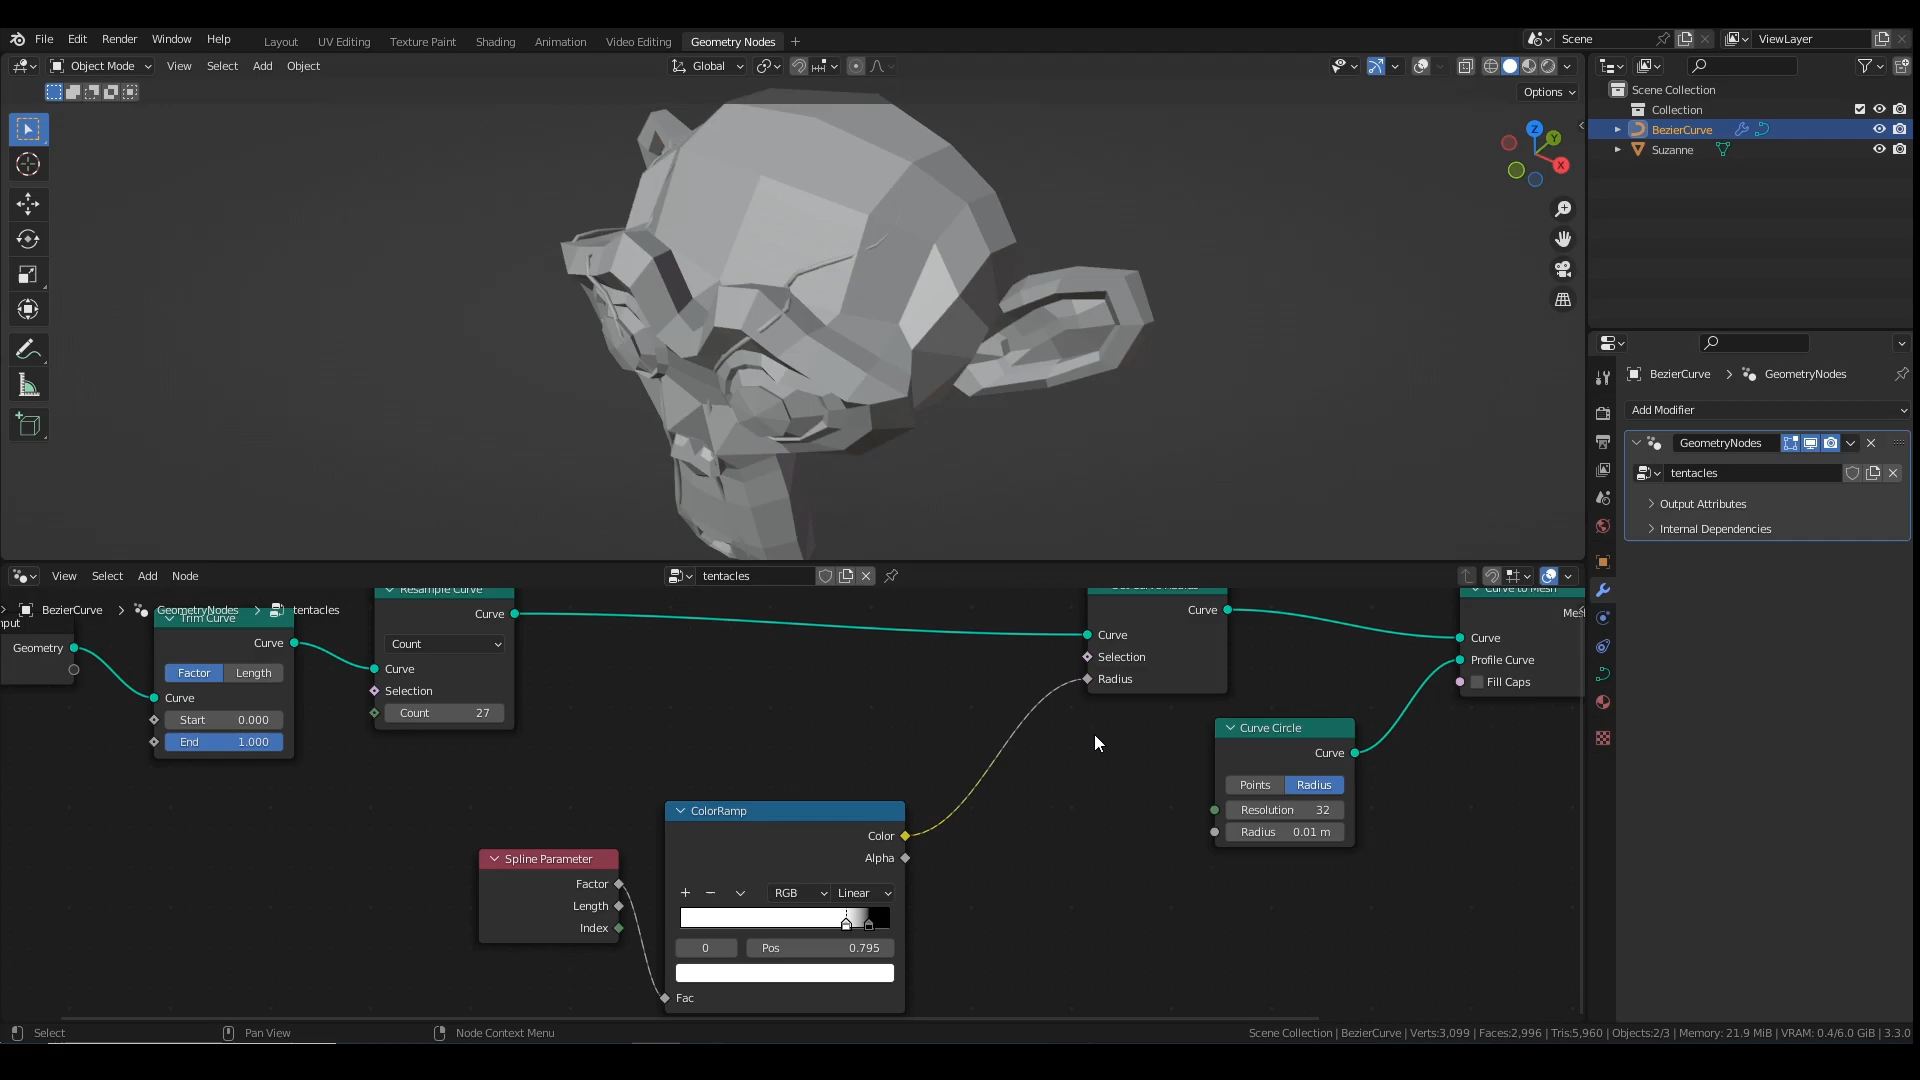 File Edit Render Window Help Layout UV Editing Texture Paint Shading Animation Video Editing Geometry Nodes + Scene ViewLayer
Object Mode View Select Add Object Global
Options
Z
Y
X
Scene Collection
Collection
BezierCurve
Suzanne
BezierCurve > GeometryNodes
Add Modifier
GeometryNodes
tentacles
Output Attributes
Internal Dependencies
View Select Add Node tentacles
BezierCurve > GeometryNodes > tentacles
Geometry
Trim Curve
Curve
Factor Length
Curve
Start 0.000
End 1.000
Resample Curve
Curve
Count
Curve
Selection
Count 27
Curve
Curve
Selection
Radius
Curve to Mesh
Curve
Profile Curve
Fill Caps
Curve Circle
Curve
Points Radius
Resolution 32
Radius 0.01 m
Spline Parameter
Factor
Length
Index
ColorRamp
Color
Alpha
+ − RGB Linear
0 Pos 0.795
Fac
Select Pan View Node Context Menu Scene Collection | BezierCurve | Verts:3,099 | Faces:2,996 | Tris:5,960 | Objects:2/3 | Memory: 21.9 MiB | VRAM: 0.4/6.0 GiB | 3.3.0